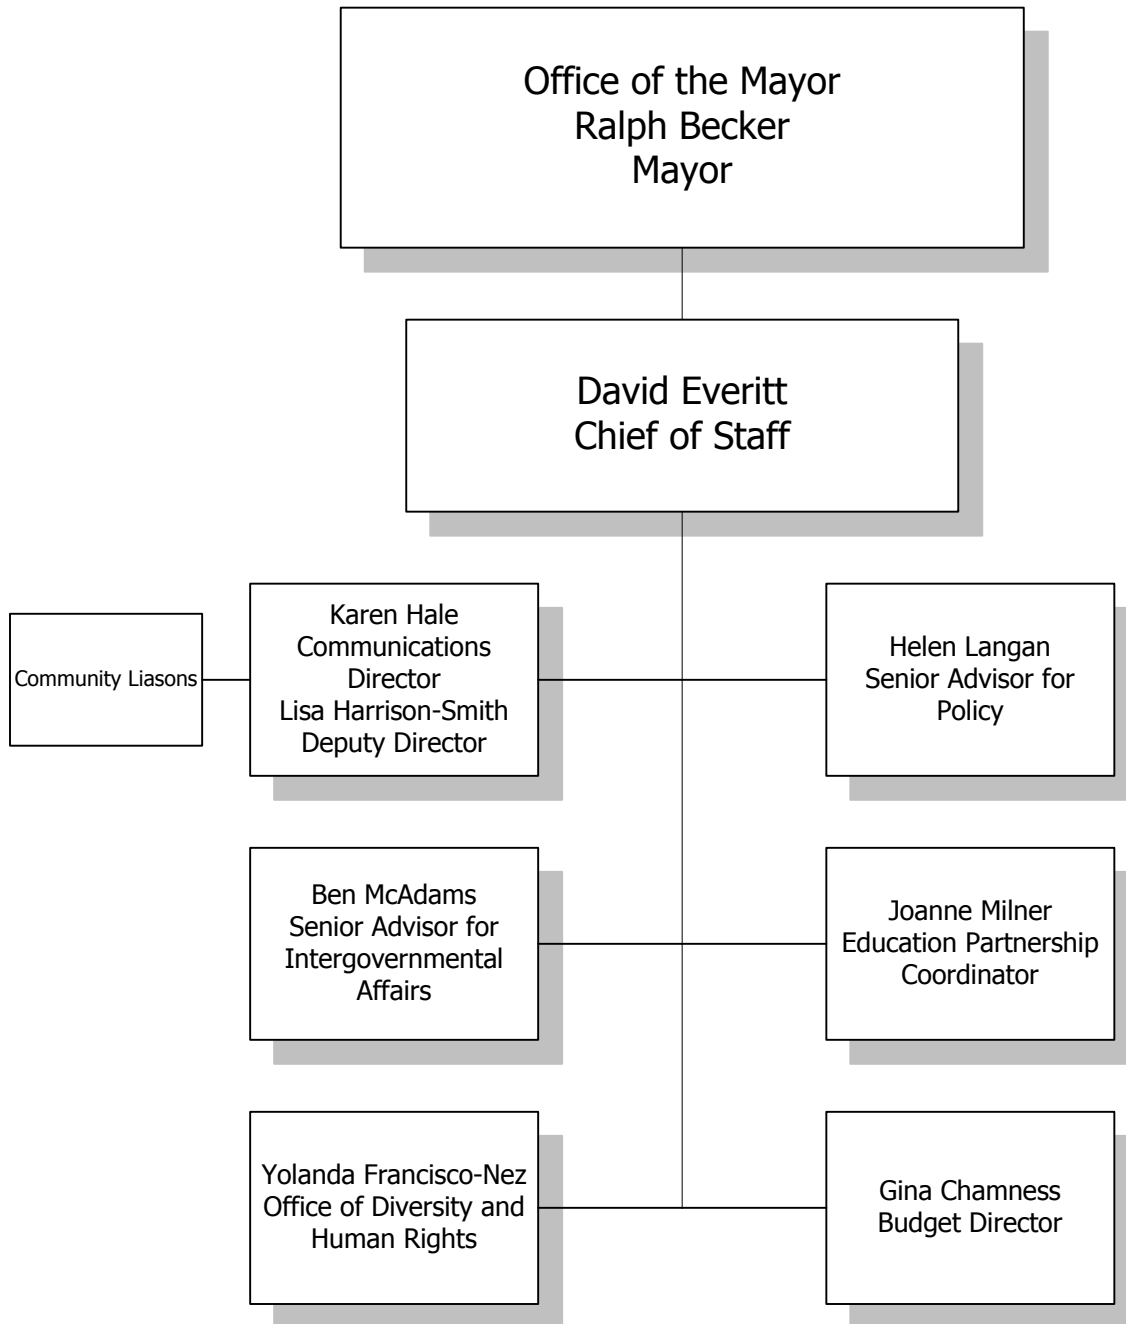 Office of the Mayor
Ralph Becker
Mayor
David Everitt
Chief of Staff
Community Liasons
Karen Hale
Communications
Director
Lisa Harrison-Smith
Deputy Director
Helen Langan
Senior Advisor for
Policy
Ben McAdams
Senior Advisor for
Intergovernmental
Affairs
Joanne Milner
Education Partnership
Coordinator
Yolanda Francisco-Nez
Office of Diversity and
Human Rights
Gina Chamness
Budget Director